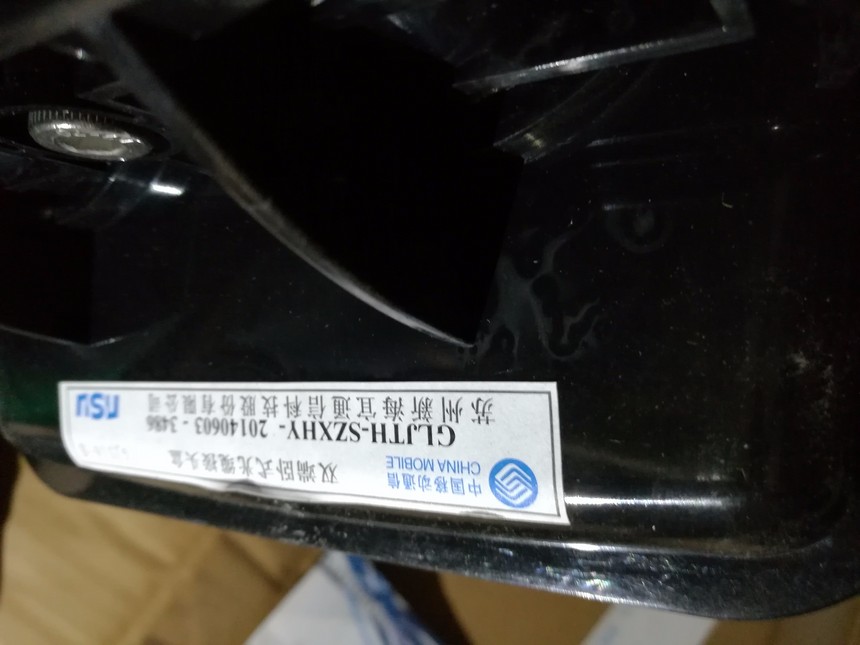 中国移动通信
CHINA MOBILE
双端卧式光缆接头盒
GLJTH-SZXHY- 20140603 - 3486
苏州新海宜通信科技股份有限公司
nsu